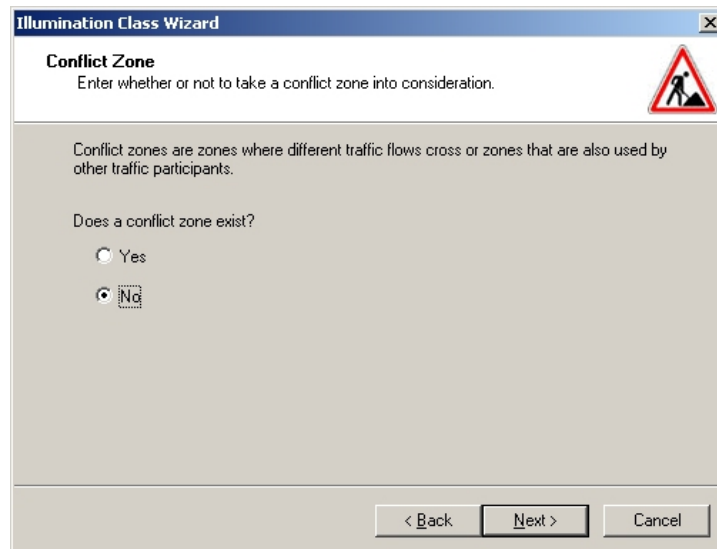 Illumination Class Wizard
Conflict Zone
Enter whether or not to take a conflict zone into consideration.
Conflict zones are zones where different traffic flows cross or zones that are also used by
other traffic participants.
Does a conflict zone exist?
Yes
No
< Back
Next >
Cancel